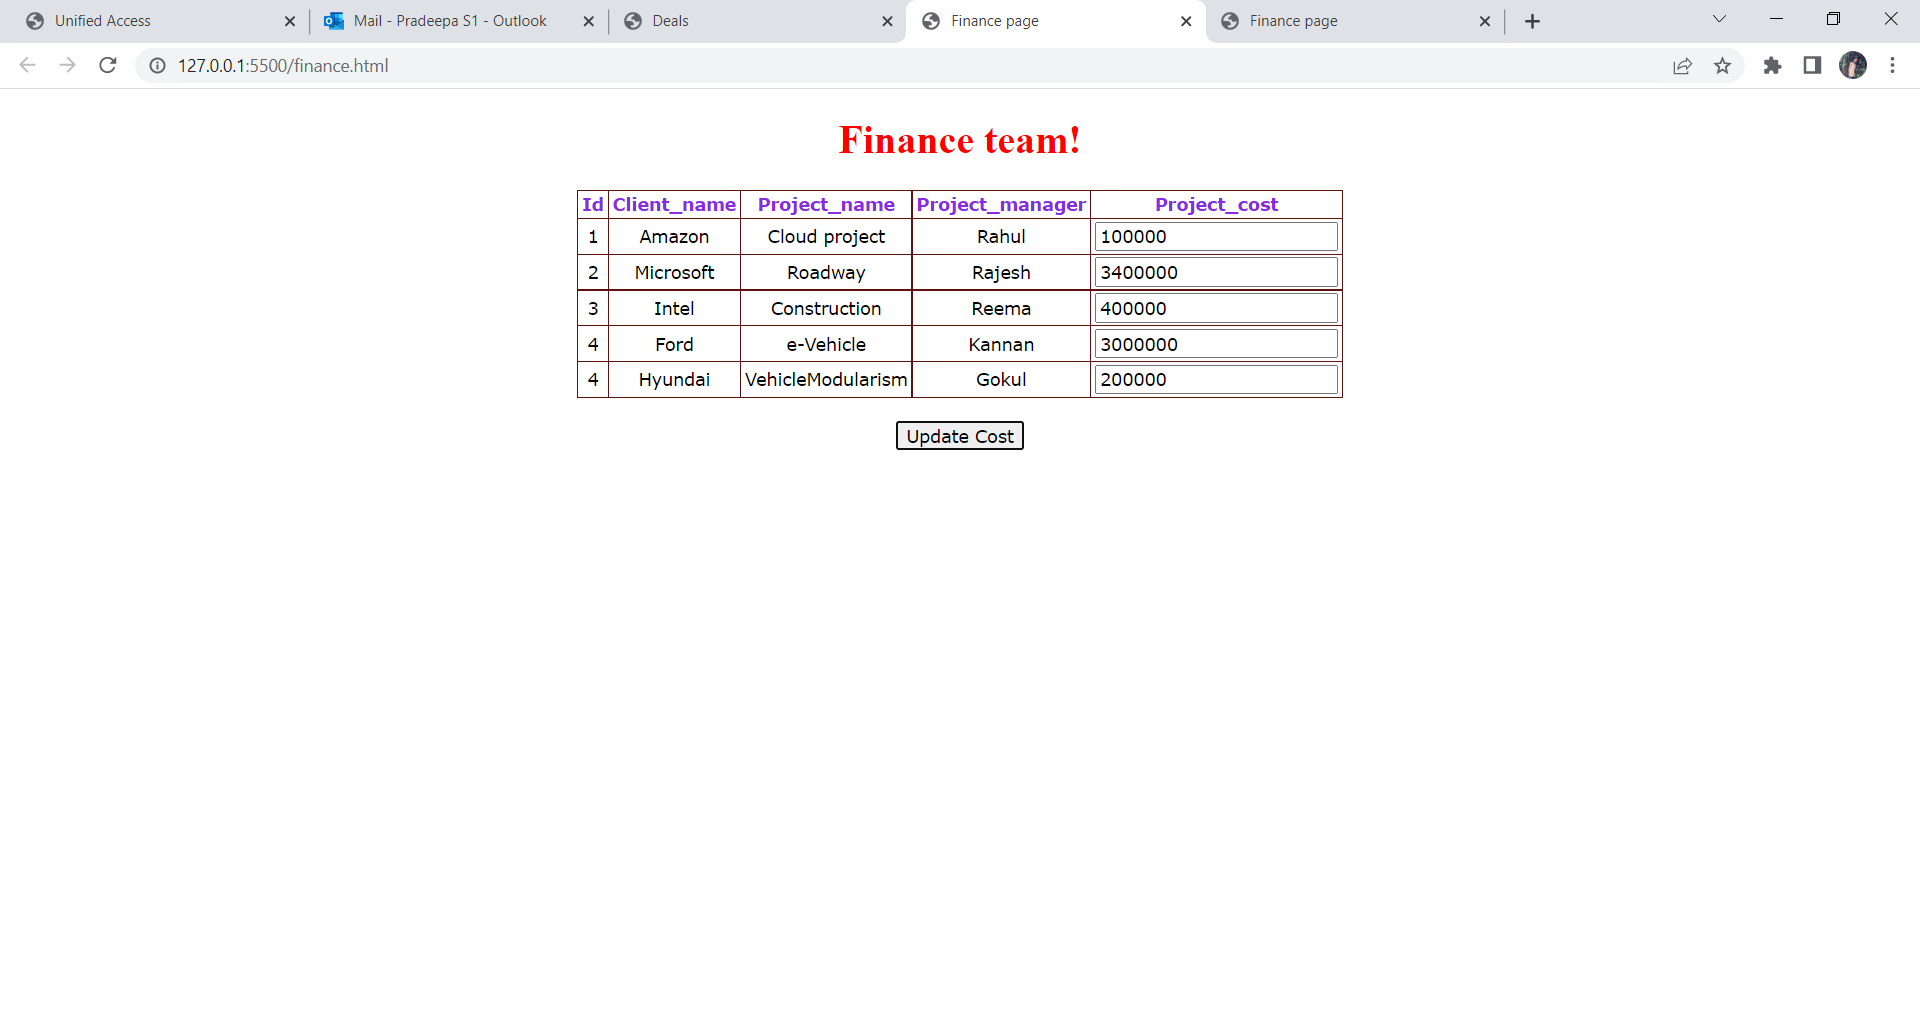 Unified Access Mail - Pradeepa S1 - Outlook Deals Finance page Finance page
127.0.0.1:5500/finance.html
Finance team!
Id Client_name Project_name Project_manager Project_cost
1 Amazon Cloud project Rahul 100000
2 Microsoft Roadway Rajesh 3400000
3 Intel Construction Reema 400000
4 Ford e-Vehicle Kannan 3000000
4 Hyundai VehicleModularism Gokul 200000
Update Cost